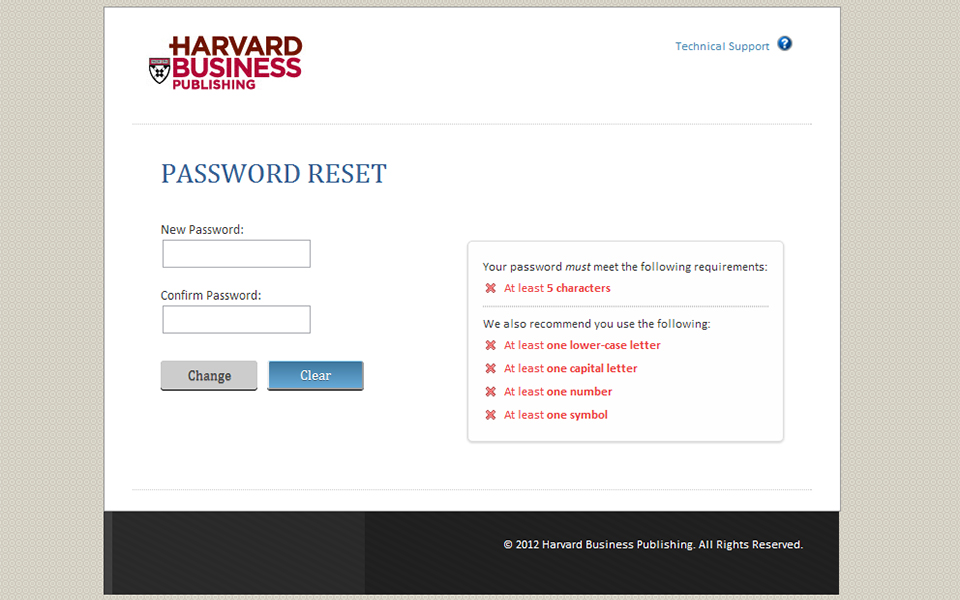 HARVARD
BUSINESS
PUBLISHING
Technical Support ?
PASSWORD RESET
New Password:
Confirm Password:
Change Clear
Your password must meet the following requirements:
At least 5 characters
We also recommend you use the following:
At least one lower-case letter
At least one capital letter
At least one number
At least one symbol
© 2012 Harvard Business Publishing. All Rights Reserved.